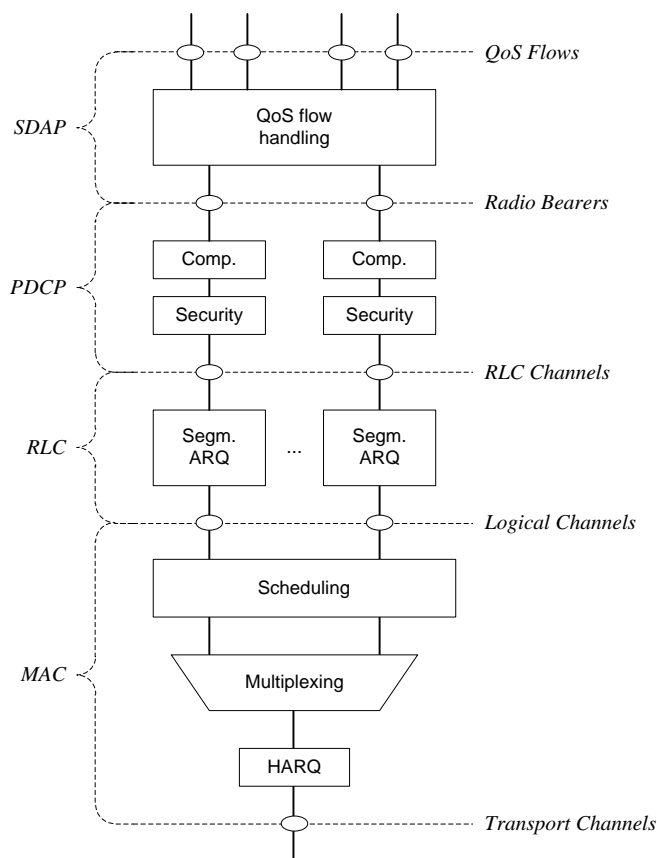 QoS Flows
QoS flow
handling
SDAP
Radio Bearers
Comp.
Comp.
PDCP
Security
Security
RLC Channels
Segm.
ARQ
...
Segm.
ARQ
RLC
Logical Channels
Scheduling
MAC
Multiplexing
HARQ
Transport Channels